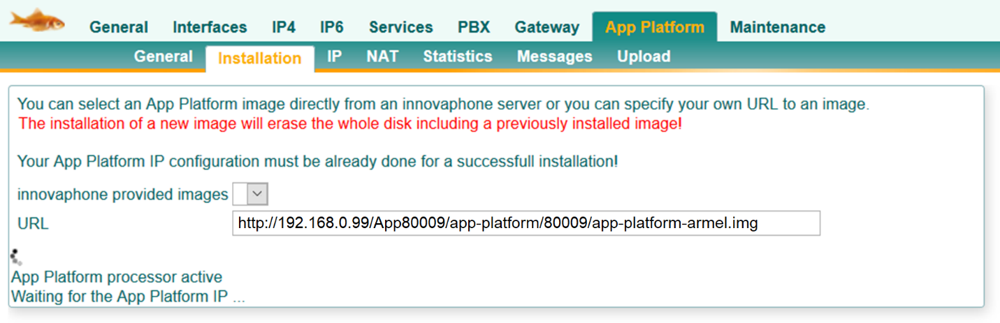 General Interfaces IP4 IP6 Services PBX Gateway App Platform Maintenance
General Installation IP NAT Statistics Messages Upload
You can select an App Platform image directly from an innovaphone server or you can specify your own URL to an image.
The installation of a new image will erase the whole disk including a previously installed image!
Your App Platform IP configuration must be already done for a successfull installation!
innovaphone provided images
URL http://192.168.0.99/App80009/app-platform/80009/app-platform-armel.img
App Platform processor active
Waiting for the App Platform IP ...